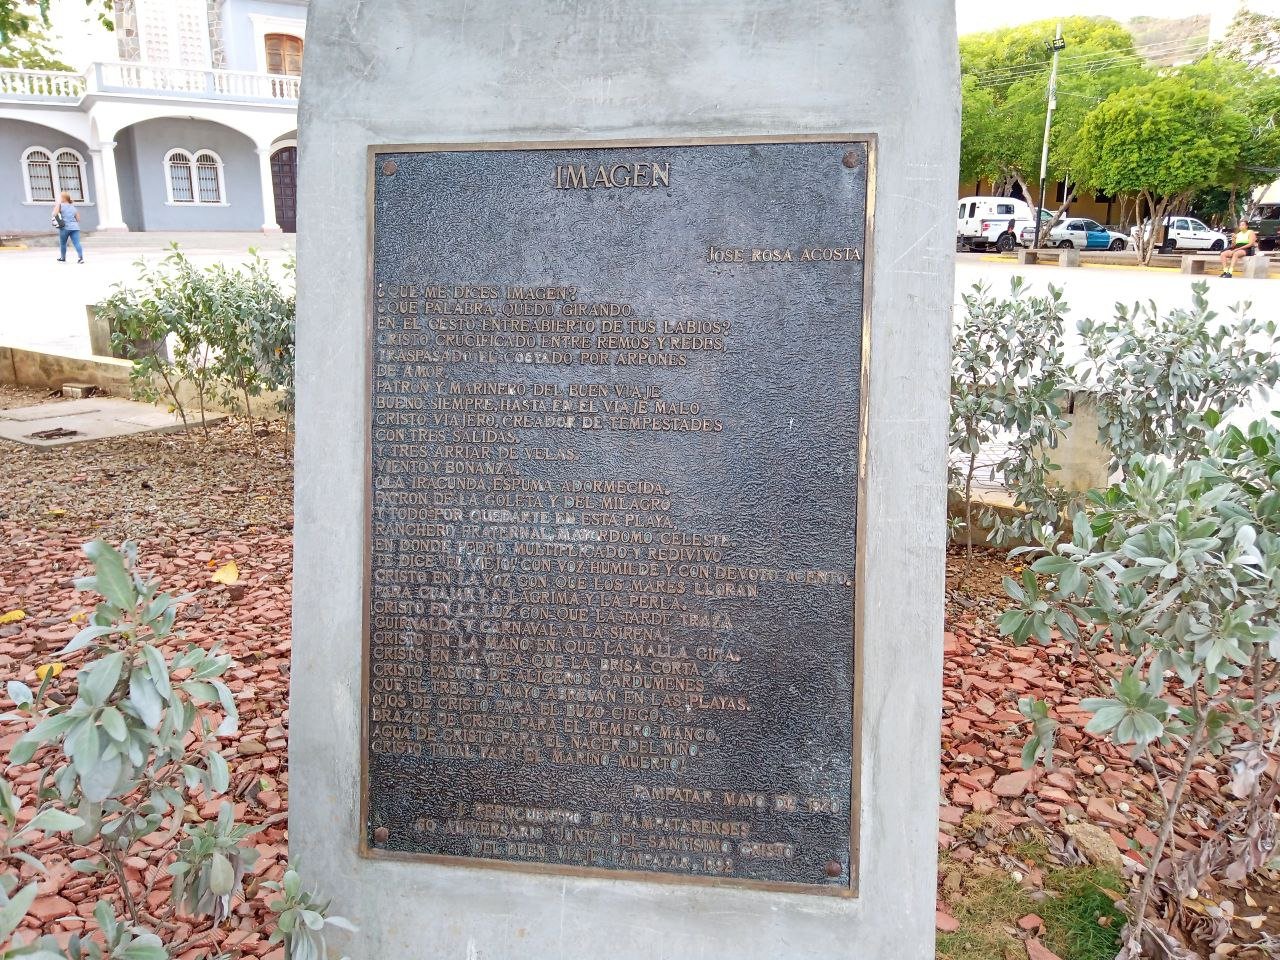 IMAGEN
JOSE ROSA ACOSTA
¿QUE ME DICES IMAGEN?
¿QUE PALABRA QUEDO GIRANDO
EN EL GESTO ENTREABIERTO DE TUS LABIOS?
CRISTO CRUCIFICADO ENTRE REMOS Y REDES,
TRASPASADO EL COSTADO POR ARPONES
DE AMOR.
PATRON Y MARINERO DEL BUEN VIAJE
BUENO SIEMPRE, HASTA EN EL VIAJE MALO
CRISTO VIAJERO, CREADOR DE TEMPESTADES
CON TRES SALIDAS.
Y TRES ARRIAR DE VELAS.
VIENTO Y BONANZA.
OLA IRACUNDA, ESPUMA ADORMECIDA.
PATRON DE LA GOLETA Y DEL MILAGRO
Y TODO POR QUEDARTE EN ESTA PLAYA,
RANCHERO FRATERNAL, MAYORDOMO CELESTE.
EN DONDE PEDRO MULTIPLICADO Y REDIVIVO
TE DICE "EL VIEJO" CON VOZ HUMILDE Y CON DEVOTO ACENTO.
CRISTO EN LA VOZ CON QUE LOS MARES LLORAN
PARA CUAJAR LA LAGRIMA Y LA PERLA.
CRISTO EN LA LUZ CON QUE LA TARDE TRAZA
GUIRNALDA Y CARNAVAL A LA SIRENA.
CRISTO EN LA MANO EN QUE LA MALLA GIRA.
CRISTO EN LA VELA QUE LA BRISA CORTA
CRISTO PASTOR DE ALIGEROS CARDUMENES
QUE EL TRES DE MAYO ABREVAN EN LAS PLAYAS.
OJOS DE CRISTO PARA EL BUZO CIEGO.
BRAZOS DE CRISTO PARA EL REMERO MANCO.
AGUA DE CRISTO PARA EL NACER DEL NIÑO
CRISTO TOTAL PARA EL MARINO MUERTO!
PAMPATAR, MAYO DE
REENCUENTRO DE PAMPATARENSES
ANIVERSARIO JUNTA DEL SANTISIMO CRISTO
DEL BUEN VIAJE PAMPATAR